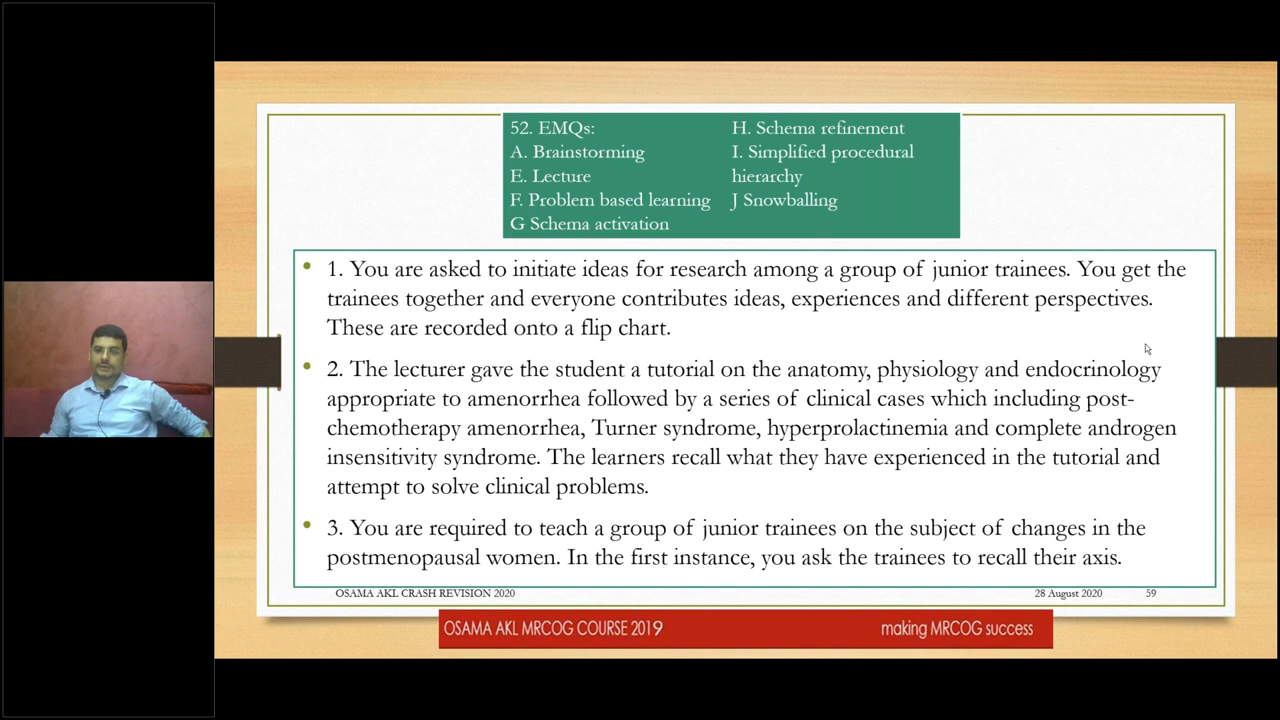 52. EMQs:
A. Brainstorming
E. Lecture
F. Problem based learning
G Schema activation
H. Schema refinement
I. Simplified procedural
hierarchy
J Snowballing
1. You are asked to initiate ideas for research among a group of junior trainees. You get the
trainees together and everyone contributes ideas, experiences and different perspectives.
These are recorded onto a flip chart.
2. The lecturer gave the student a tutorial on the anatomy, physiology and endocrinology
appropriate to amenorrhea followed by a series of clinical cases which including post-
chemotherapy amenorrhea, Turner syndrome, hyperprolactinemia and complete androgen
insensitivity syndrome. The learners recall what they have experienced in the tutorial and
attempt to solve clinical problems.
3. You are required to teach a group of junior trainees on the subject of changes in the
postmenopausal women. In the first instance, you ask the trainees to recall their axis.
OSAMA AKL CRASH REVISION 2020 28 August 2020 59
OSAMA AKL MRCOG COURSE 2019 making MRCOG success